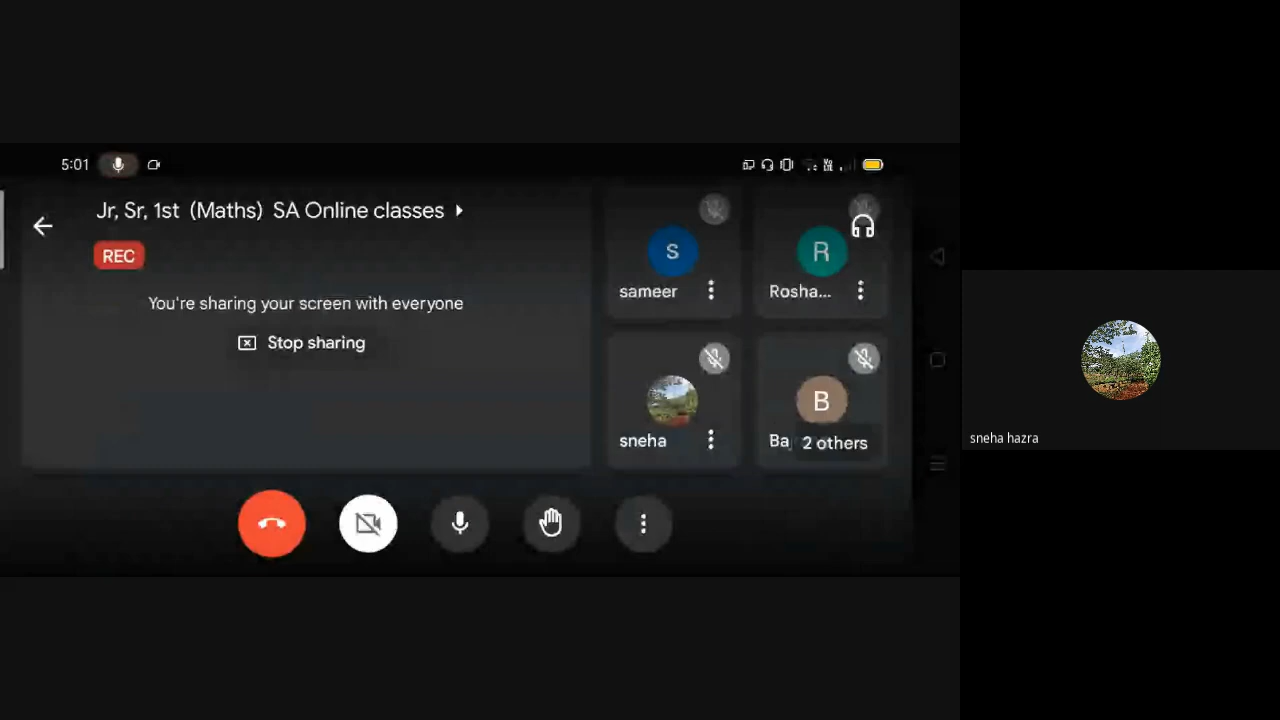 5:01
Jr, Sr, 1st (Maths) SA Online classes
REC
You're sharing your screen with everyone
Stop sharing
S
sameer
R
Rosha...
sneha
B
Ba
2 others
sneha hazra